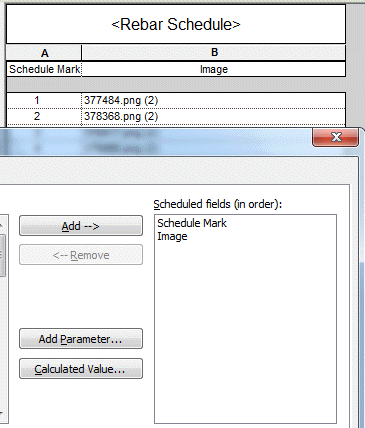 <Rebar Schedule>
A B
Schedule Mark Image
1 377484.png (2)
2 378368.png (2)
Scheduled fields (in order):
Add -->
Schedule Mark
Image
<-- Remove
Add Parameter...
Calculated Value...